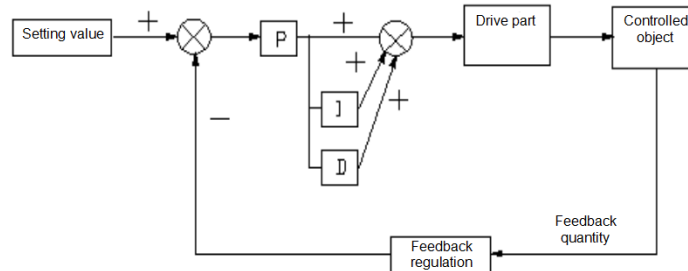 Setting value
+
P
+
+
+
I
D
Drive part
Controlled
object
−
Feedback
quantity
Feedback
regulation